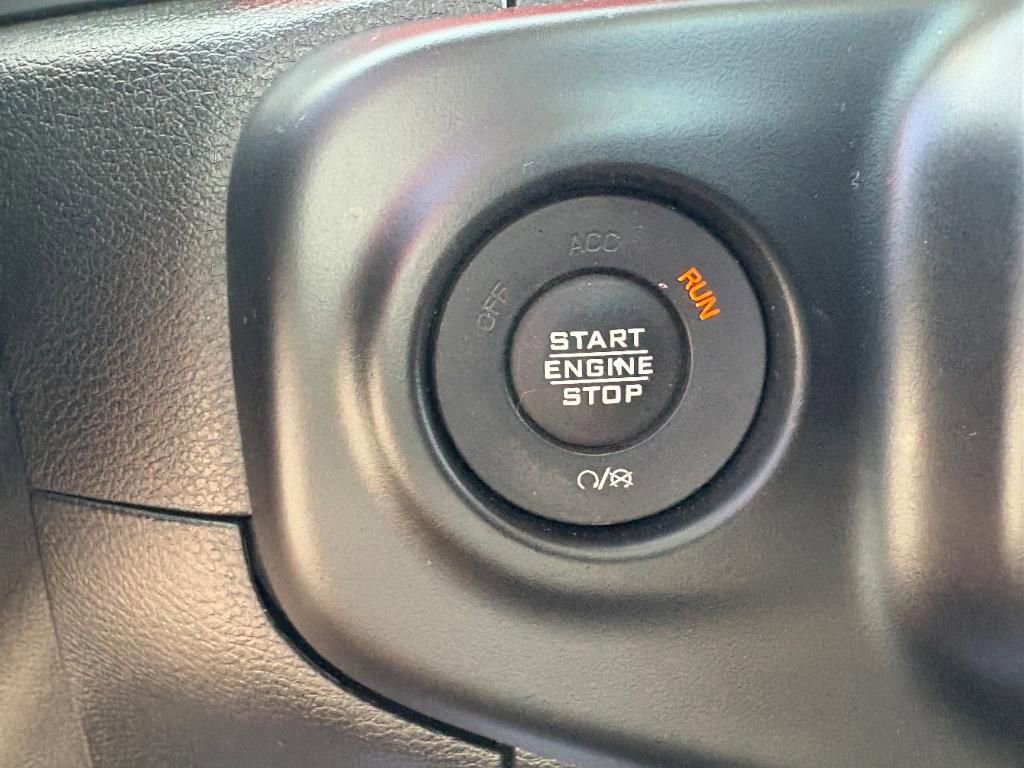 ACC
OFF
RUN
START
ENGINE
STOP
/